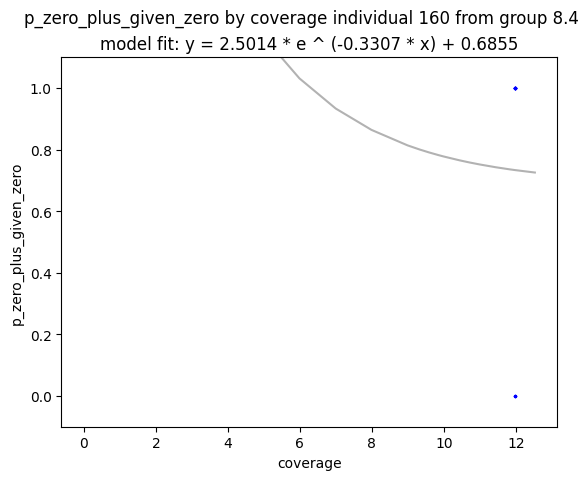 p_zero_plus_given_zero by coverage individual 160 from group 8.4
model fit: y = 2.5014 * e ^ (-0.3307 * x) + 0.6855
1.0
0.8
0.6
0.4
0.2
0.0
p_zero_plus_given_zero
0 2 4 6 8 10 12
coverage